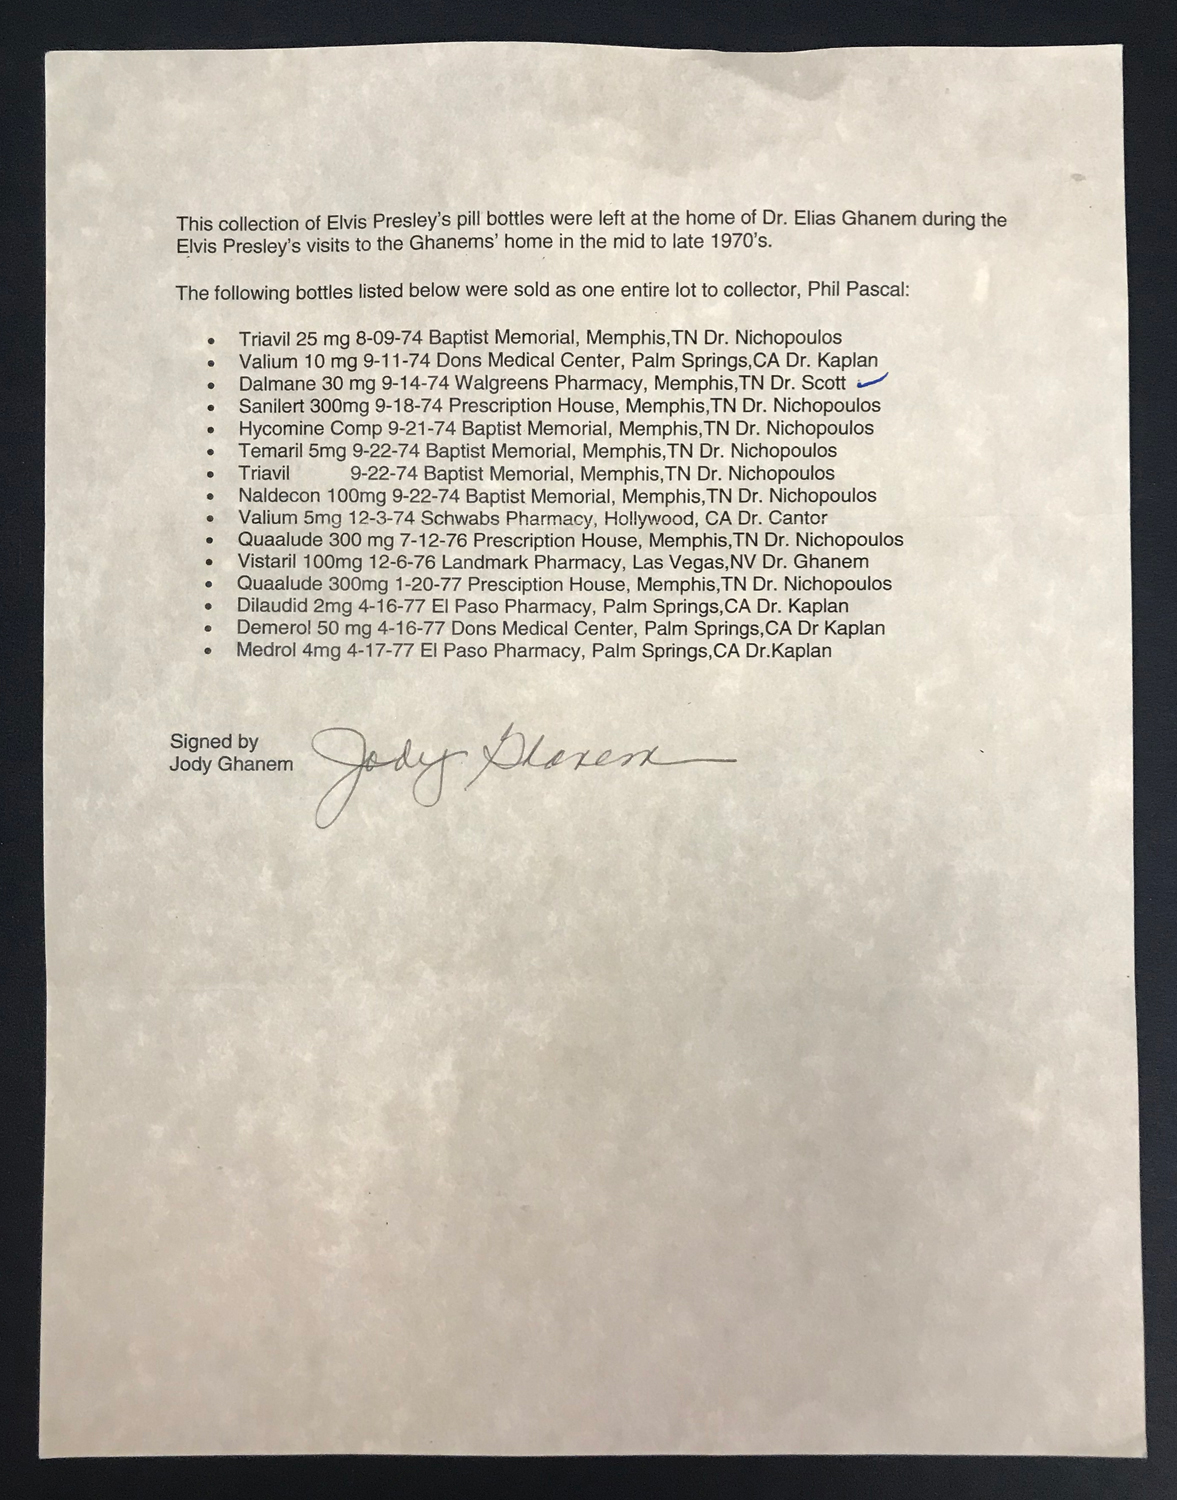 This collection of Elvis Presley's pill bottles were left at the home of Dr. Elias Ghanem during the
Elvis Presley's visits to the Ghanems' home in the mid to late 1970's.
The following bottles listed below were sold as one entire lot to collector, Phil Pascal:
• Triavil 25 mg 8-09-74 Baptist Memorial, Memphis,TN Dr. Nichopoulos
• Valium 10 mg 9-11-74 Dons Medical Center, Palm Springs,CA Dr. Kaplan
• Dalmane 30 mg 9-14-74 Walgreens Pharmacy, Memphis,TN Dr. Scott ✓
• Sanilert 300mg 9-18-74 Prescription House, Memphis,TN Dr. Nichopoulos
• Hycomine Comp 9-21-74 Baptist Memorial, Memphis,TN Dr. Nichopoulos
• Temaril 5mg 9-22-74 Baptist Memorial, Memphis,TN Dr. Nichopoulos
• Triavil 9-22-74 Baptist Memorial, Memphis,TN Dr. Nichopoulos
• Naldecon 100mg 9-22-74 Baptist Memorial, Memphis,TN Dr. Nichopoulos
• Valium 5mg 12-3-74 Schwabs Pharmacy, Hollywood, CA Dr. Cantor
• Quaalude 300 mg 7-12-76 Prescription House, Memphis,TN Dr. Nichopoulos
• Vistaril 100mg 12-6-76 Landmark Pharmacy, Las Vegas,NV Dr. Ghanem
• Quaalude 300mg 1-20-77 Presciption House, Memphis,TN Dr. Nichopoulos
• Dilaudid 2mg 4-16-77 El Paso Pharmacy, Palm Springs,CA Dr. Kaplan
• Demerol 50 mg 4-16-77 Dons Medical Center, Palm Springs,CA Dr Kaplan
• Medrol 4mg 4-17-77 El Paso Pharmacy, Palm Springs,CA Dr.Kaplan
Signed by
Jody Ghanem Jody Ghanem